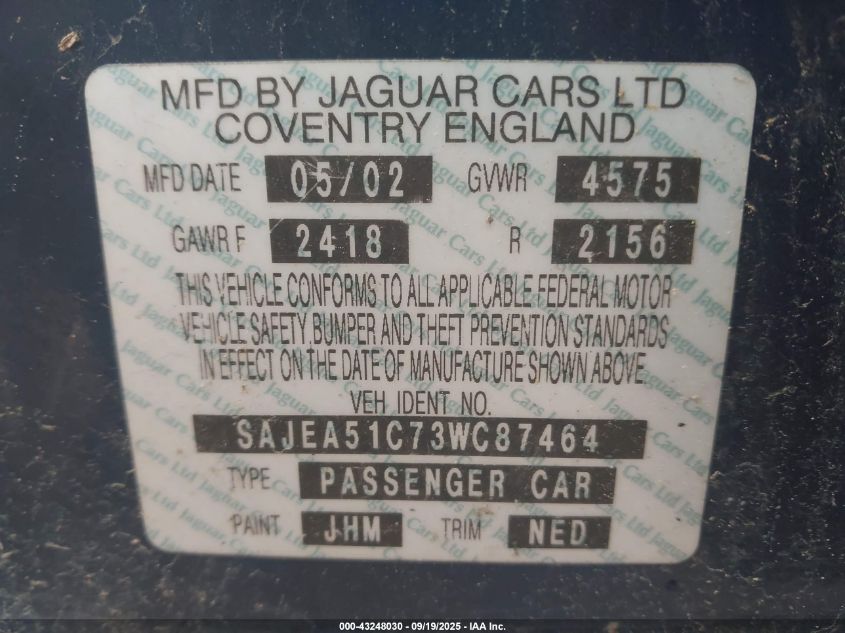 MFD BY JAGUAR CARS LTD
COVENTRY ENGLAND
MFD DATE 05/02 GVWR 4575
GAWR F 2418 R 2156
THIS VEHICLE CONFORMS TO ALL APPLICABLE FEDERAL MOTOR
VEHICLE SAFETY, BUMPER AND THEFT PREVENTION STANDARDS
IN EFFECT ON THE DATE OF MANUFACTURE SHOWN ABOVE.
VEH. IDENT. NO.
SAJEA51C73WC87464
TYPE PASSENGER CAR
PAINT JHM TRIM NED
000-43248030 - 09/19/2025 - IAA Inc.